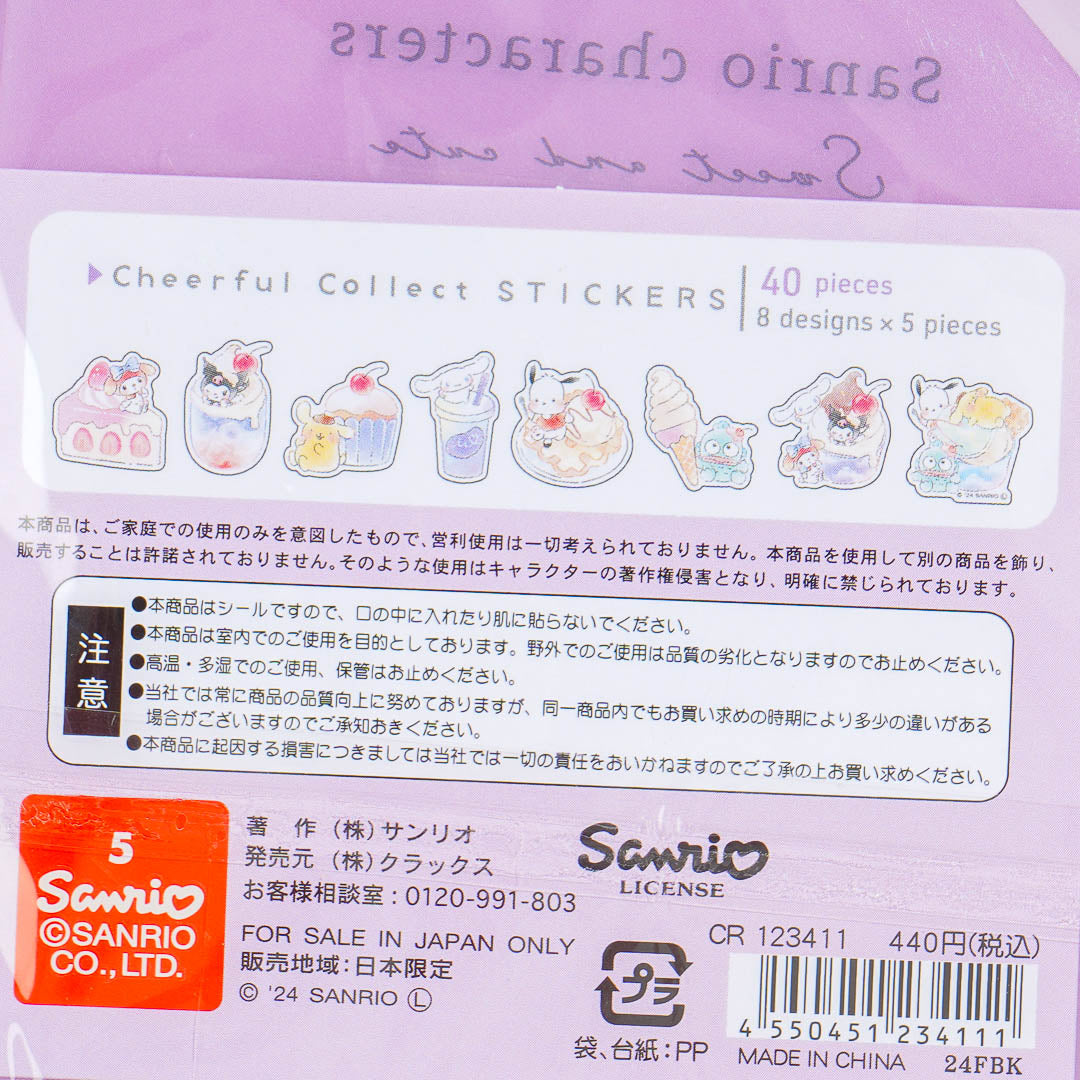 Sanrio characters
Sweet and cute
Cheerful Collect STICKERS
40 pieces
8 designs × 5 pieces
© '24 SANRIO Ⓛ
本商品は、ご家庭での使用のみを意図したもので、営利使用は一切考えられておりません。本商品を使用して別の商品を飾り、
販売することは許諾されておりません。そのような使用はキャラクターの著作権侵害となり、明確に禁じられております。
注意
●本商品はシールですので、口の中に入れたり肌に貼らないでください。
●本商品は室内でのご使用を目的としております。野外でのご使用は品質の劣化となりますのでお止めください。
●高温・多湿でのご使用、保管はお止めください。
●当社では常に商品の品質向上に努めておりますが、同一商品内でもお買い求めの時期により多少の違いがある
場合がございますのでご承知おきください。
●本商品に起因する損害につきましては当社では一切の責任をおいかねますのでご了承の上お買い求めください。
5
Sanrio
©SANRIO
CO.,LTD.
著 作 (株)サンリオ
発売元 (株)クラックス
お客様相談室:0120-991-803
FOR SALE IN JAPAN ONLY
販売地域:日本限定
© '24 SANRIO Ⓛ
Sanrio
LICENSE
プラ
袋、台紙:PP
CR 123411 440円(税込)
4 550451 234111
MADE IN CHINA 24FBK